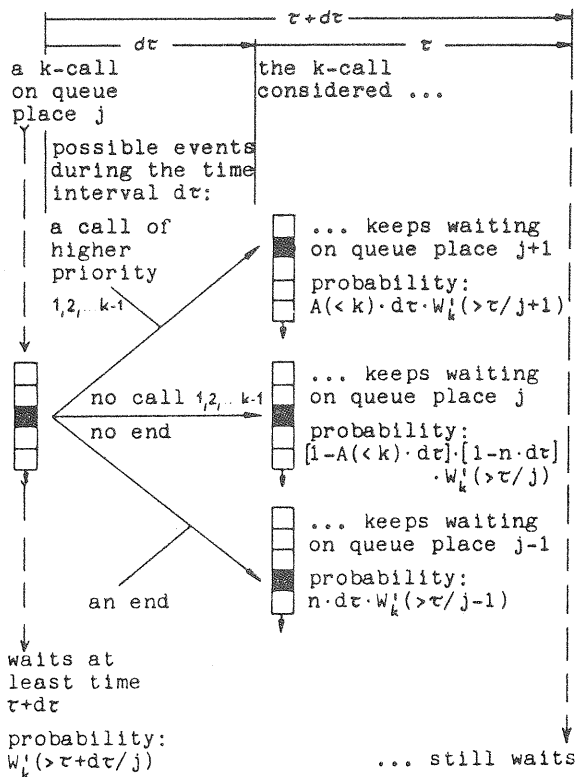 τ+dτ
dτ
τ
a k-call
on queue
place j
the k-call
considered ...
possible events
during the time
interval dτ:
a call of
higher
priority
1,2,... k-1
... keeps waiting
on queue place j+1
probability:
A(<k)·dτ·W'k(>τ/j+1)
no call 1,2,... k-1
no end
... keeps waiting
on queue place j
probability:
[1-A(<k)·dτ]·[1-n·dτ]
·W'k(>τ/j)
an end
... keeps waiting
on queue place j-1
probability:
n·dτ·W'k(>τ/j-1)
waits at
least time
τ+dτ
probability:
W'k(>τ+dτ/j)
... still waits